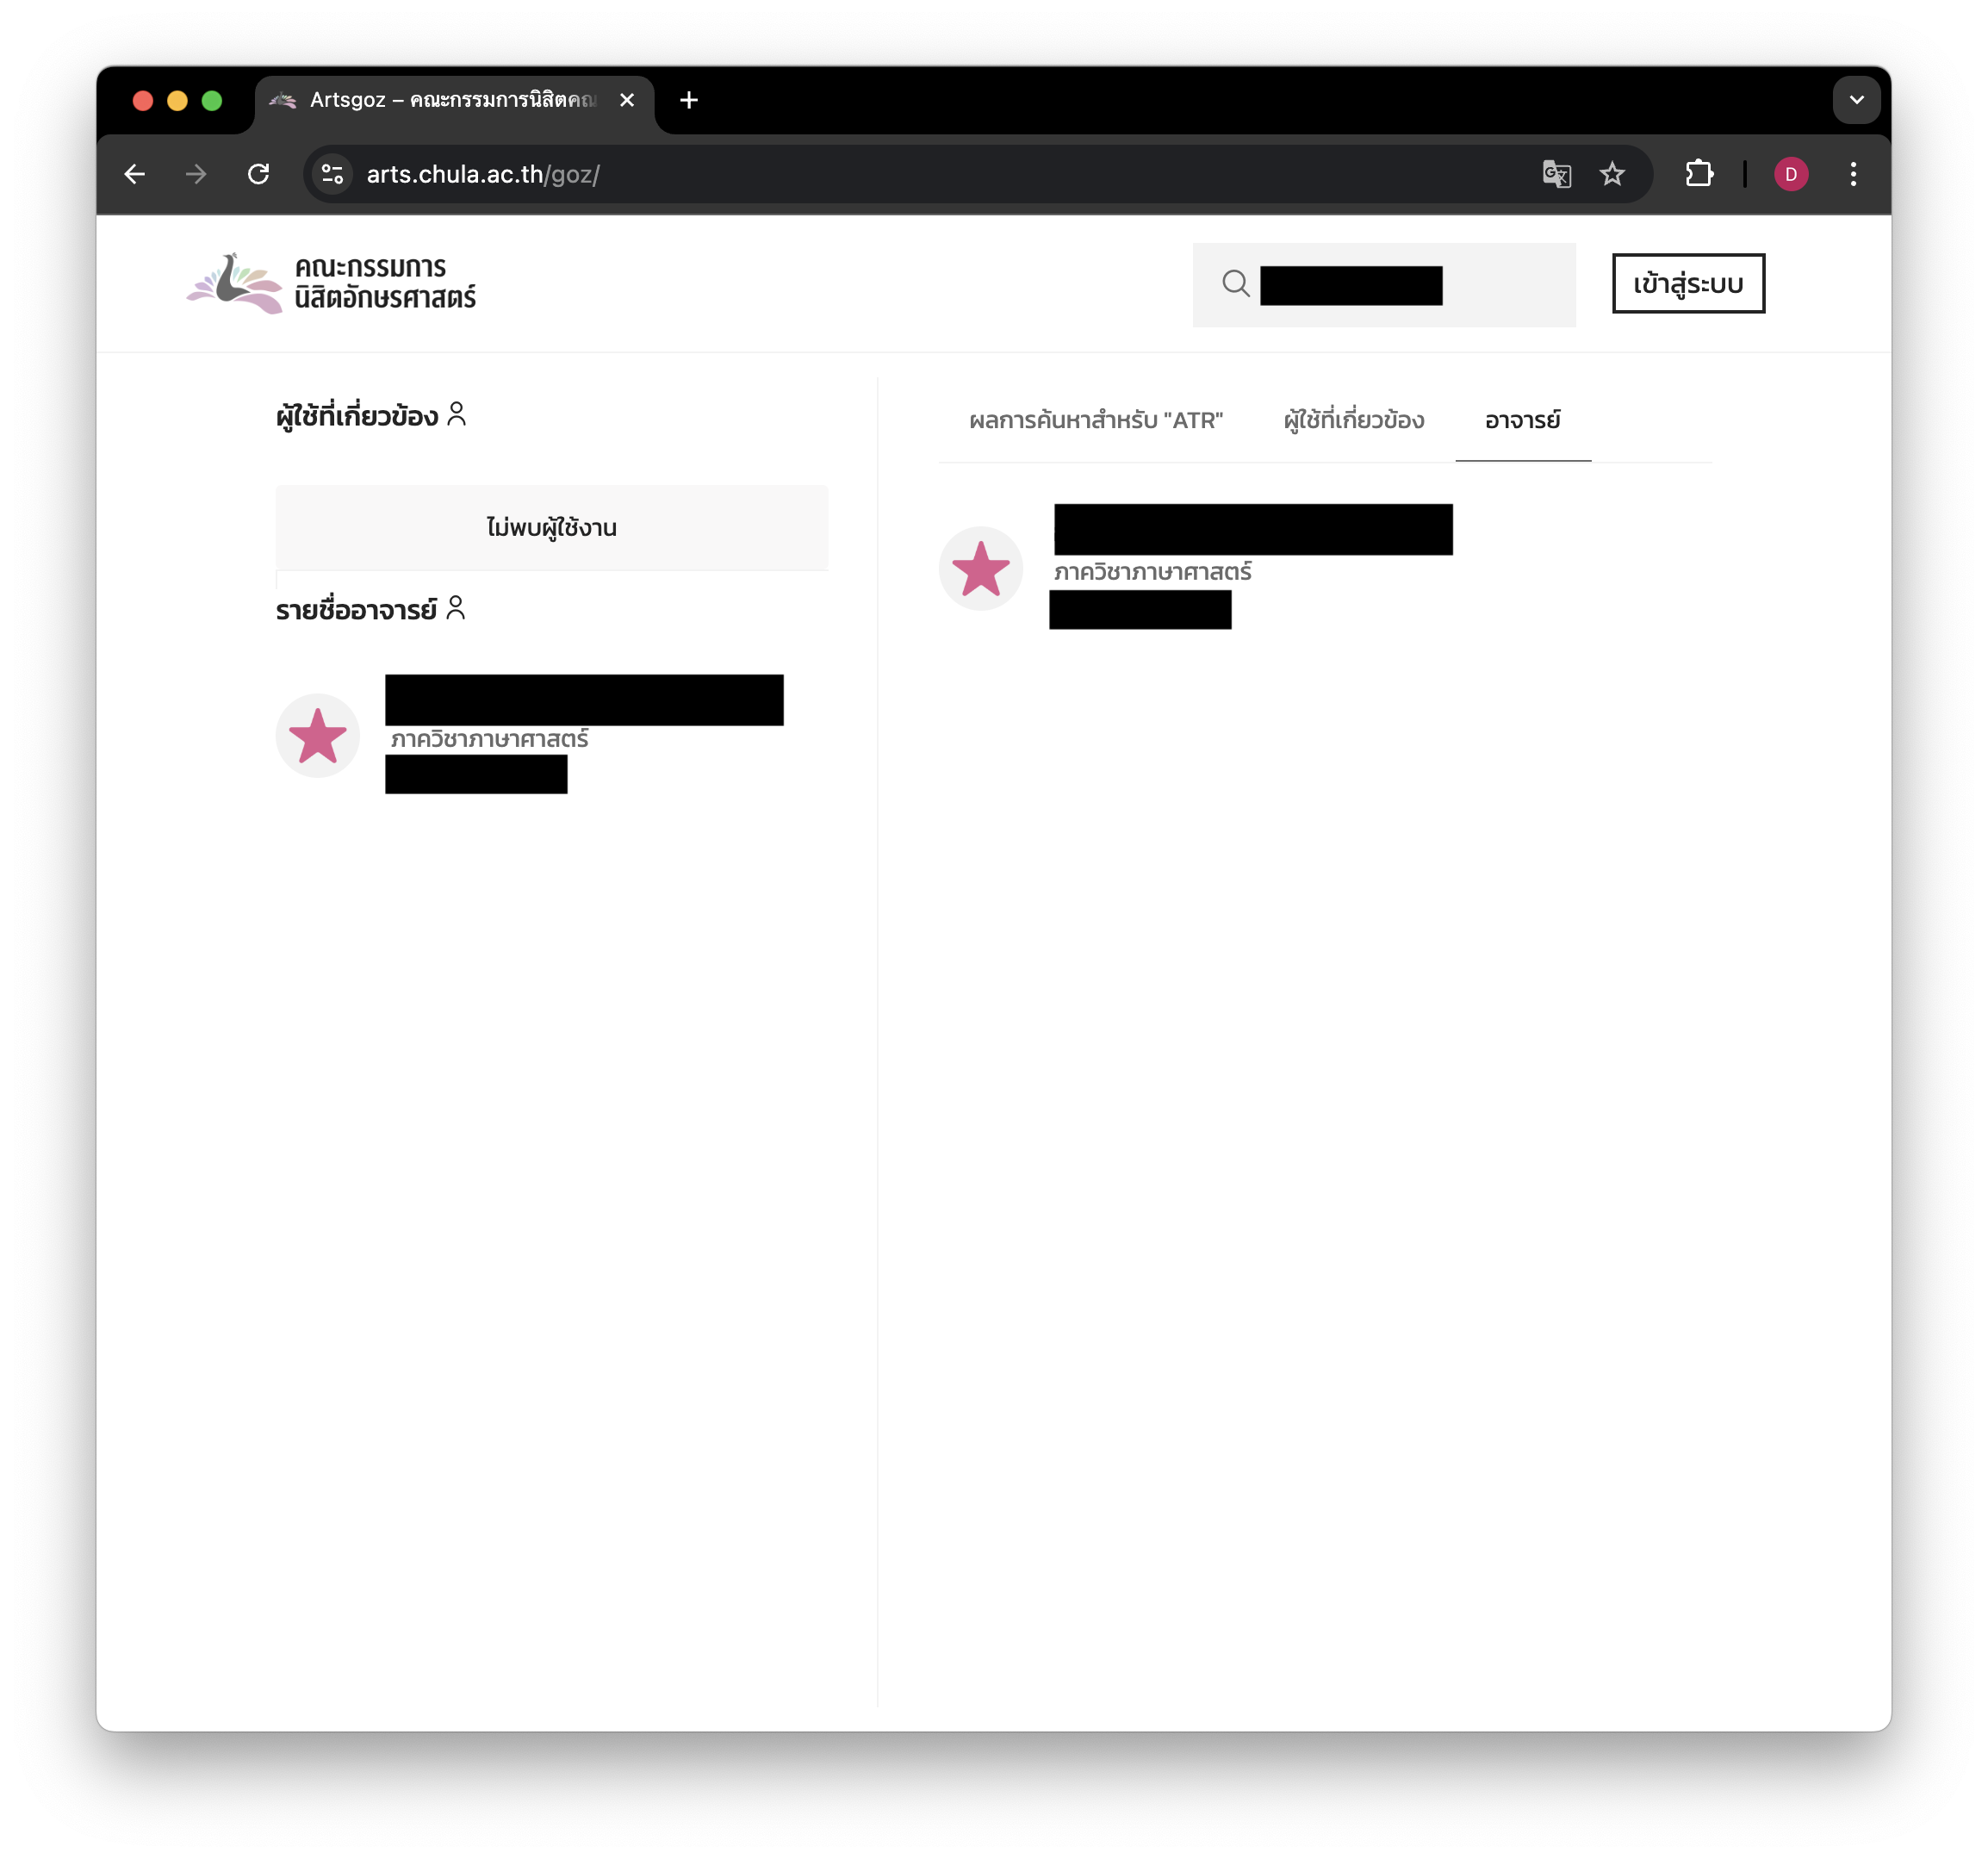 Artsgoz – คณะกรรมการนิสิตคณ
arts.chula.ac.th/goz/
D
คณะกรรมการ
นิสิตอักษรศาสตร์
เข้าสู่ระบบ
ผู้ใช้ที่เกี่ยวข้อง
ไม่พบผู้ใช้งาน
รายชื่ออาจารย์
ภาควิชาภาษาศาสตร์
ผลการค้นหาสำหรับ "ATR" ผู้ใช้ที่เกี่ยวข้อง อาจารย์
ภาควิชาภาษาศาสตร์